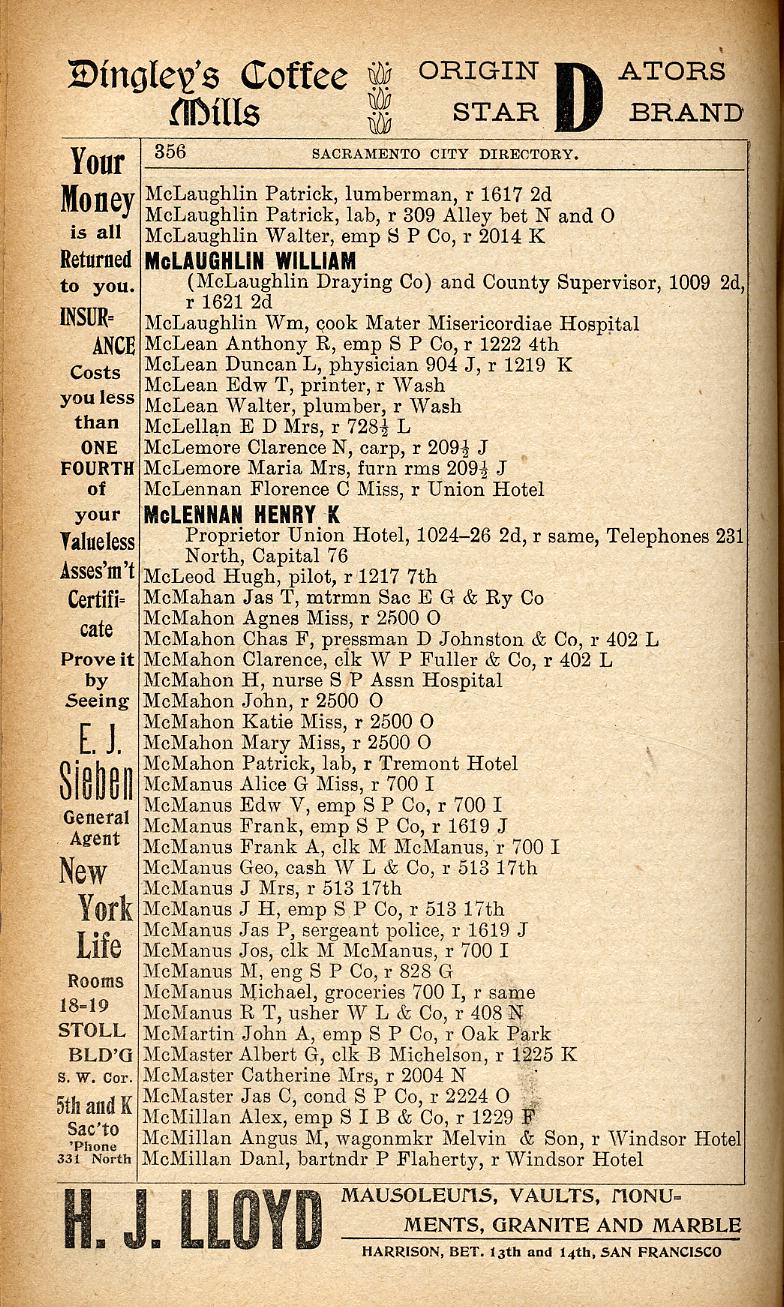 Dingley's Coffee Mills
ORIGIN D ATORS
STAR BRAND
Your
Money
is all
Returned
to you.
INSUR=
ANCE
Costs
you less
than
ONE
FOURTH
of
your
Valueless
Asses'm't
Certifi=
cate
Prove it
by
Seeing
E. J.
Sieben
General
Agent
New
York
Life
Rooms
18=19
STOLL
BLD'G
S. W. Cor.
5th and K
Sac'to
'Phone
331 North
356 SACRAMENTO CITY DIRECTORY.
McLaughlin Patrick, lumberman, r 1617 2d
McLaughlin Patrick, lab, r 309 Alley bet N and O
McLaughlin Walter, emp S P Co, r 2014 K
McLAUGHLIN WILLIAM
(McLaughlin Draying Co) and County Supervisor, 1009 2d,
r 1621 2d
McLaughlin Wm, cook Mater Misericordiae Hospital
McLean Anthony R, emp S P Co, r 1222 4th
McLean Duncan L, physician 904 J, r 1219 K
McLean Edw T, printer, r Wash
McLean Walter, plumber, r Wash
McLellan E D Mrs, r 728½ L
McLemore Clarence N, carp, r 209½ J
McLemore Maria Mrs, furn rms 209½ J
McLennan Florence C Miss, r Union Hotel
McLENNAN HENRY K
Proprietor Union Hotel, 1024–26 2d, r same, Telephones 231
North, Capital 76
McLeod Hugh, pilot, r 1217 7th
McMahan Jas T, mtrmn Sac E G & Ry Co
McMahon Agnes Miss, r 2500 O
McMahon Chas F, pressman D Johnston & Co, r 402 L
McMahon Clarence, clk W P Fuller & Co, r 402 L
McMahon H, nurse S P Assn Hospital
McMahon John, r 2500 O
McMahon Katie Miss, r 2500 O
McMahon Mary Miss, r 2500 O
McMahon Patrick, lab, r Tremont Hotel
McManus Alice G Miss, r 700 I
McManus Edw V, emp S P Co, r 700 I
McManus Frank, emp S P Co, r 1619 J
McManus Frank A, clk M McManus, r 700 I
McManus Geo, cash W L & Co, r 513 17th
McManus J Mrs, r 513 17th
McManus J H, emp S P Co, r 513 17th
McManus Jas P, sergeant police, r 1619 J
McManus Jos, clk M McManus, r 700 I
McManus M, eng S P Co, r 828 G
McManus Michael, groceries 700 I, r same
McManus R T, usher W L & Co, r 408 N
McMartin John A, emp S P Co, r Oak Park
McMaster Albert G, clk B Michelson, r 1225 K
McMaster Catherine Mrs, r 2004 N
McMaster Jas C, cond S P Co, r 2224 O
McMillan Alex, emp S I B & Co, r 1229 F
McMillan Angus M, wagonmkr Melvin & Son, r Windsor Hotel
McMillan Danl, bartndr P Flaherty, r Windsor Hotel
H. J. LLOYD
MAUSOLEUMS, VAULTS, MONU=
MENTS, GRANITE AND MARBLE
HARRISON, BET. 13th and 14th, SAN FRANCISCO